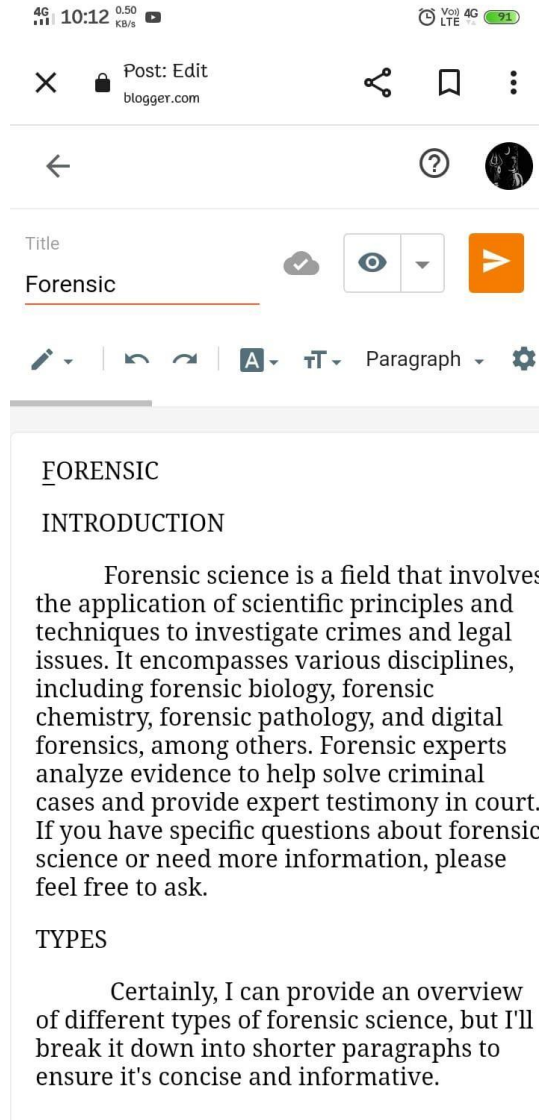 4G 10:12 0.50 KB/s Vo)) LTE 4G 91
Post: Edit
blogger.com
Title
Forensic
A TT Paragraph
FORENSIC
INTRODUCTION
Forensic science is a field that involves
the application of scientific principles and
techniques to investigate crimes and legal
issues. It encompasses various disciplines,
including forensic biology, forensic
chemistry, forensic pathology, and digital
forensics, among others. Forensic experts
analyze evidence to help solve criminal
cases and provide expert testimony in court.
If you have specific questions about forensic
science or need more information, please
feel free to ask.
TYPES
Certainly, I can provide an overview
of different types of forensic science, but I'll
break it down into shorter paragraphs to
ensure it's concise and informative.